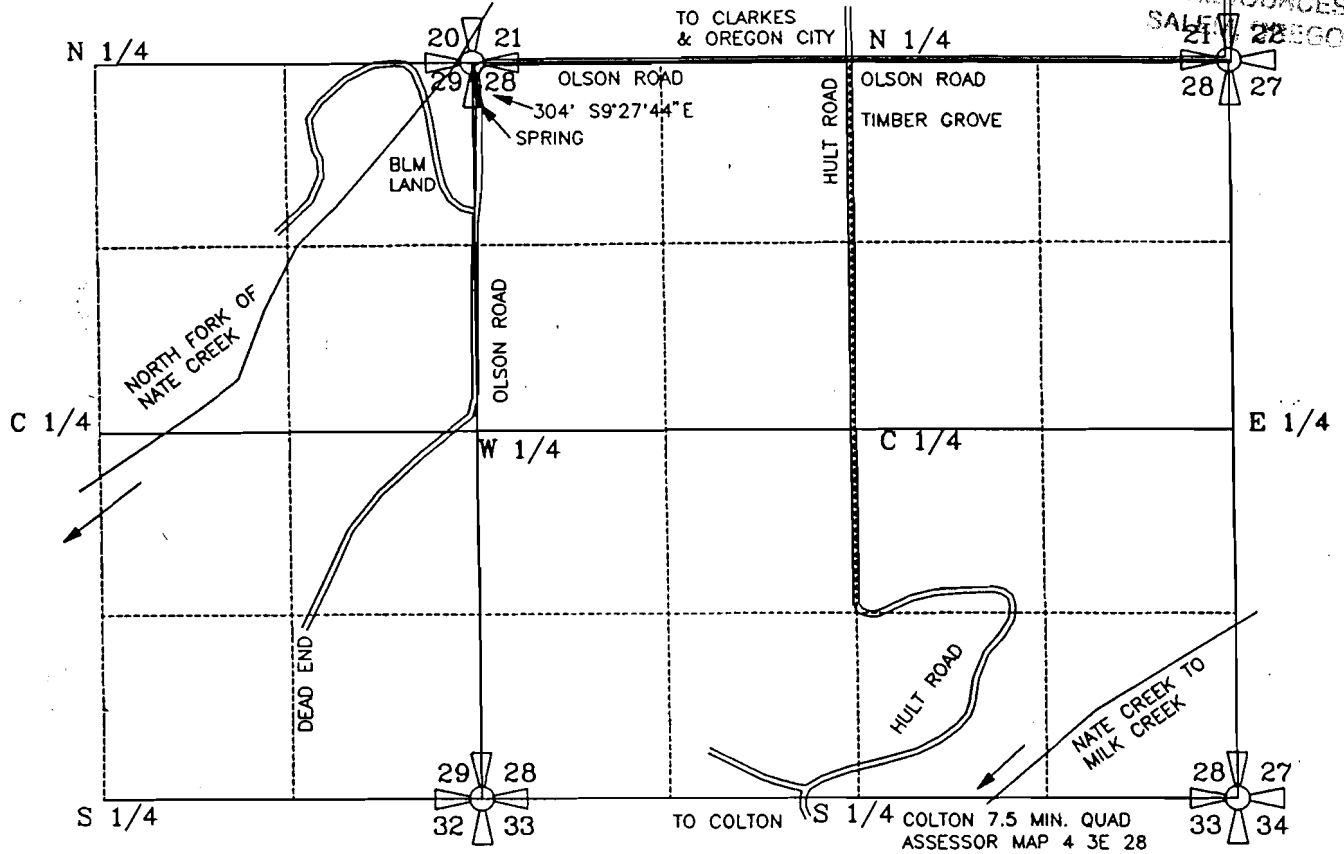 SALEM, OREGO
TO CLARKES
& OREGON CITY
N 1/4
20 21
29 28
OLSON ROAD
N 1/4
OLSON ROAD
21 22
28 27
304' S9°27'44"E
SPRING
HULT ROAD
TIMBER GROVE
BLM
LAND
NORTH FORK OF
NATE CREEK
OLSON ROAD
C 1/4
W 1/4
C 1/4
E 1/4
DEAD END
HULT ROAD
NATE CREEK TO
MILK CREEK
29 28
32 33
28 27
33 34
S 1/4
TO COLTON
S 1/4
COLTON 7.5 MIN. QUAD
ASSESSOR MAP 4 3E 28